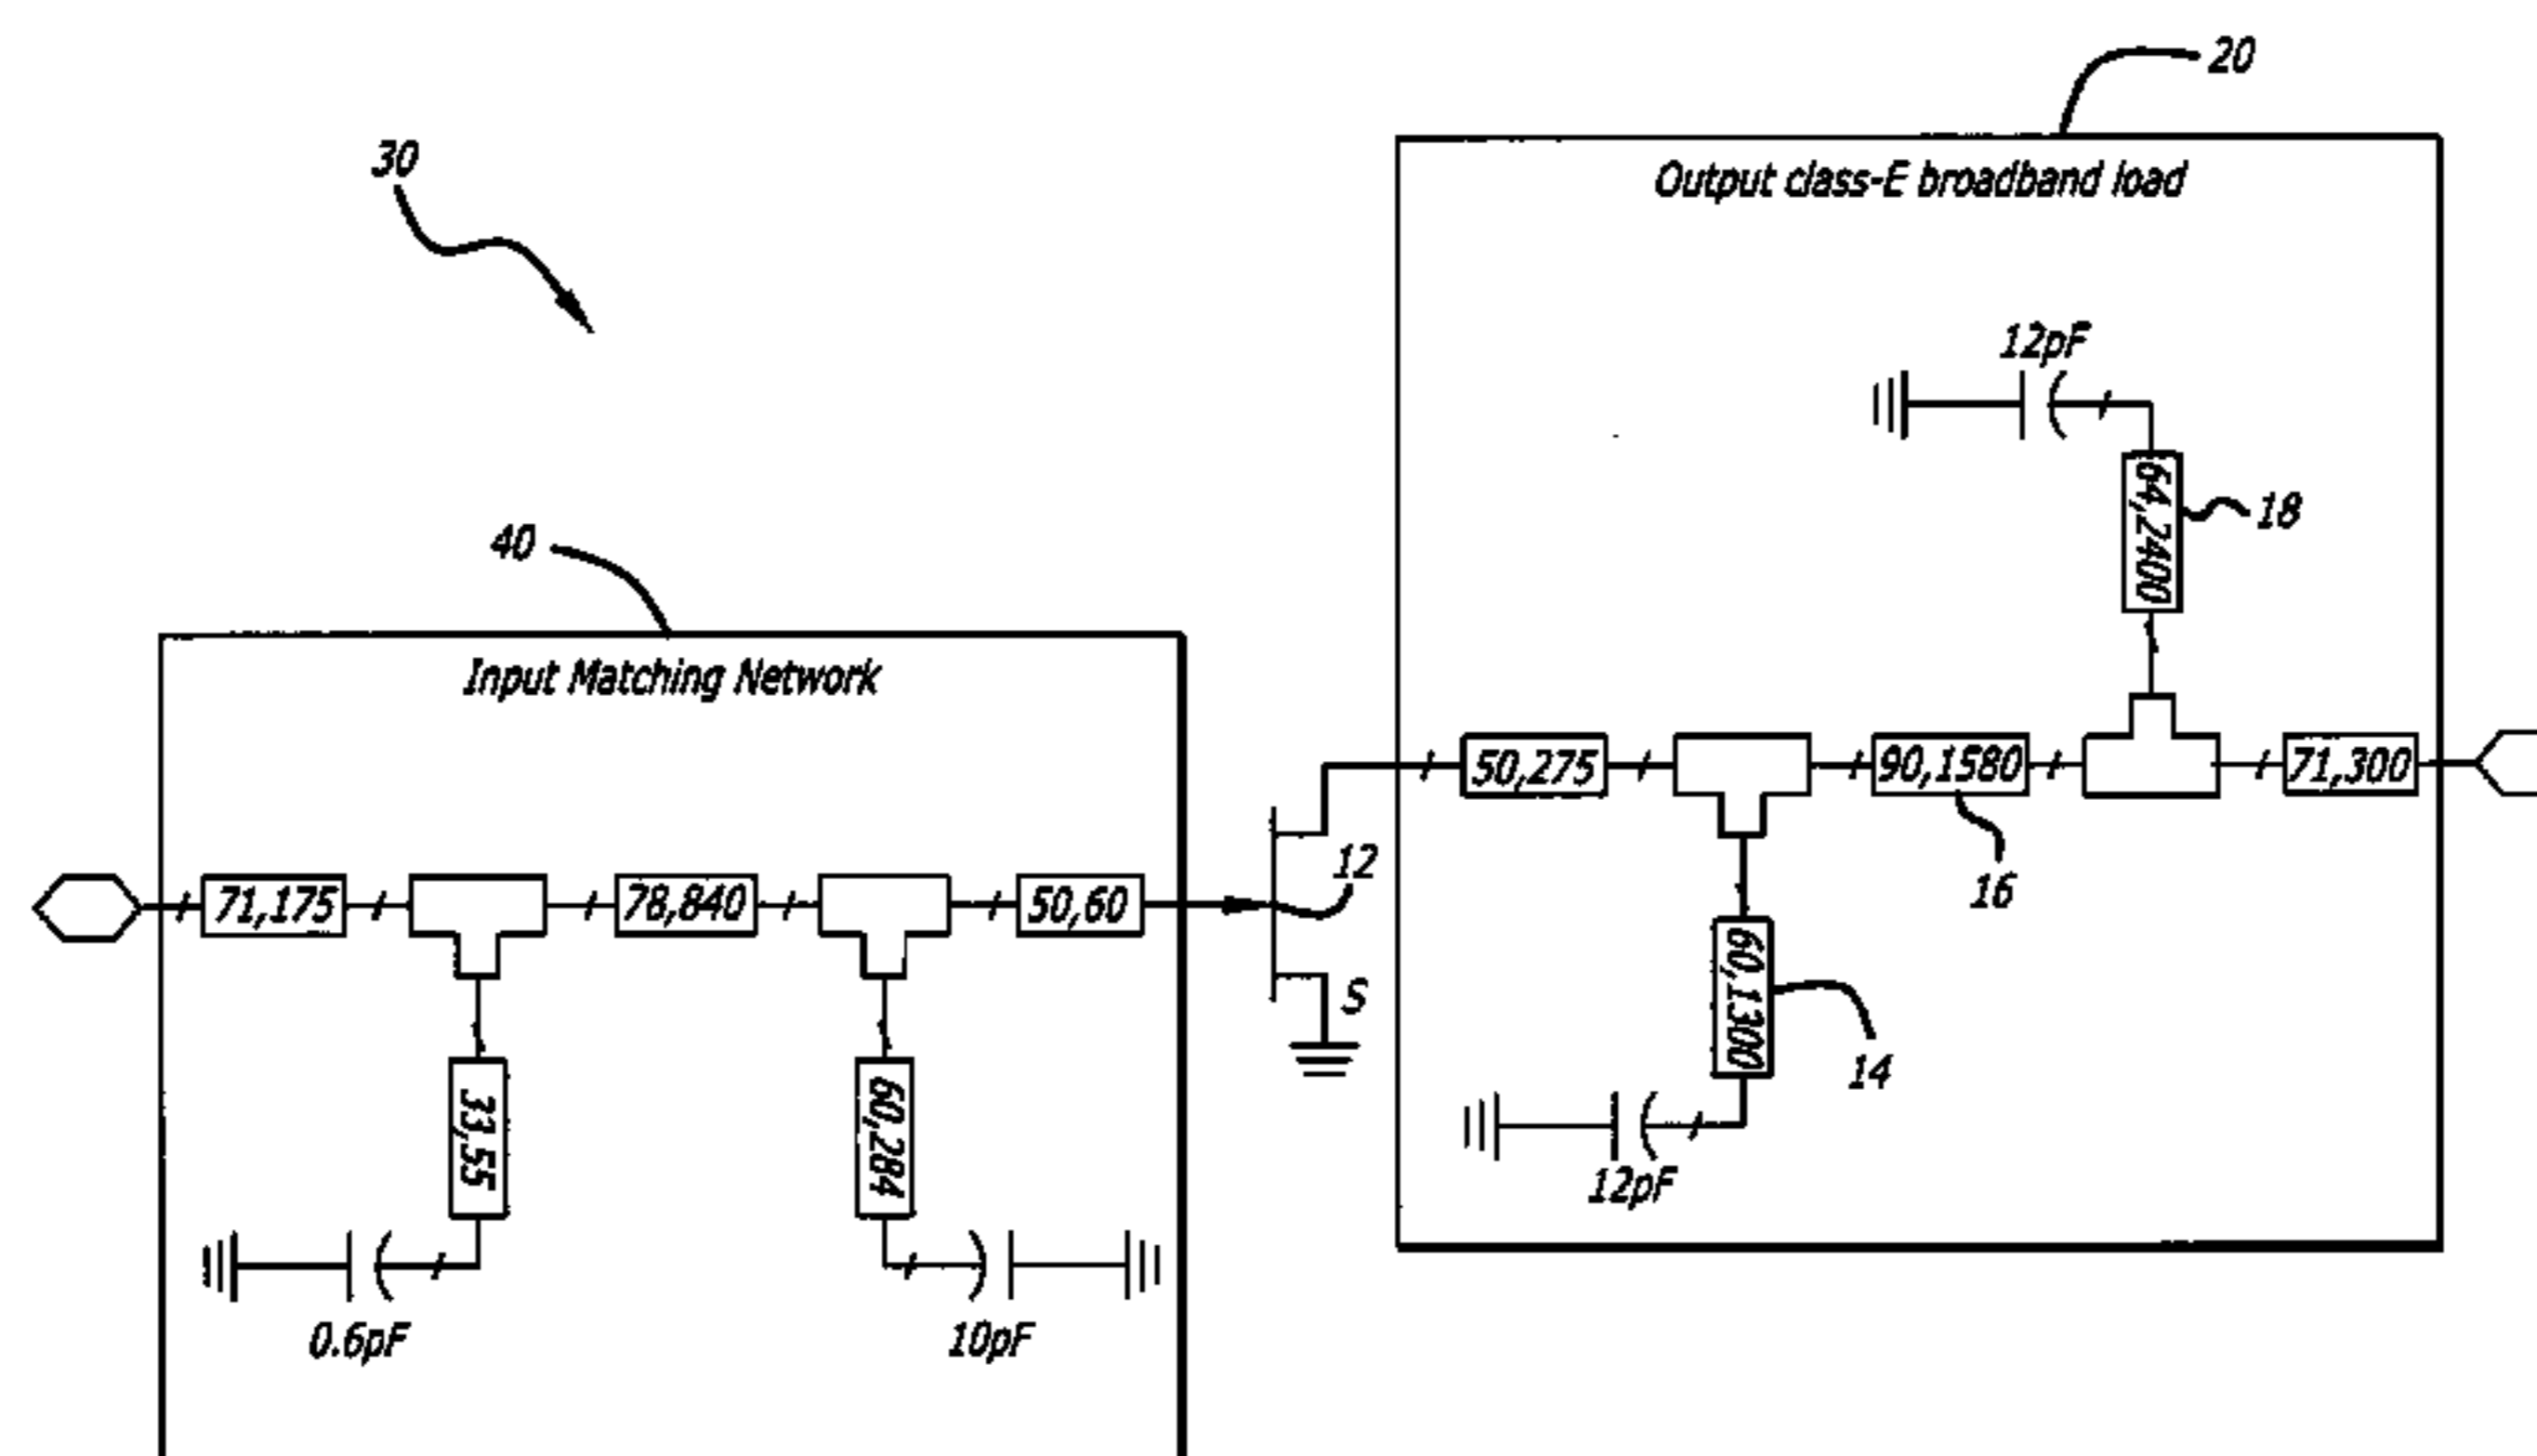 20
30
Output class-E broadband load
12pF
64,2400
18
40
Input Matching Network
50,275
90,1580
71,300
12
16
71,175
78,840
50,60
60,1300
S
14
33,55
60,284
12pF
0.6pF
10pF